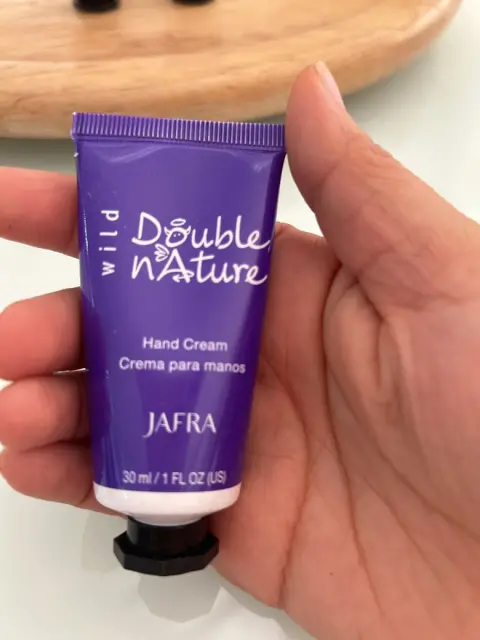 wild
Double
nAture
Hand Cream
Crema para manos
JAFRA
30 ml / 1 FL OZ (US)